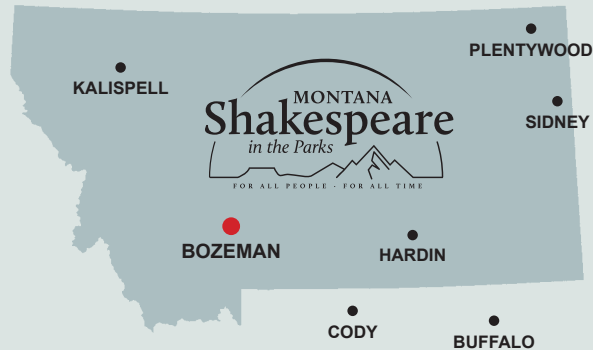 PLENTYWOOD
KALISPELL
MONTANA
Shakespeare
in the Parks
FOR ALL PEOPLE · FOR ALL TIME
SIDNEY
BOZEMAN
HARDIN
CODY
BUFFALO